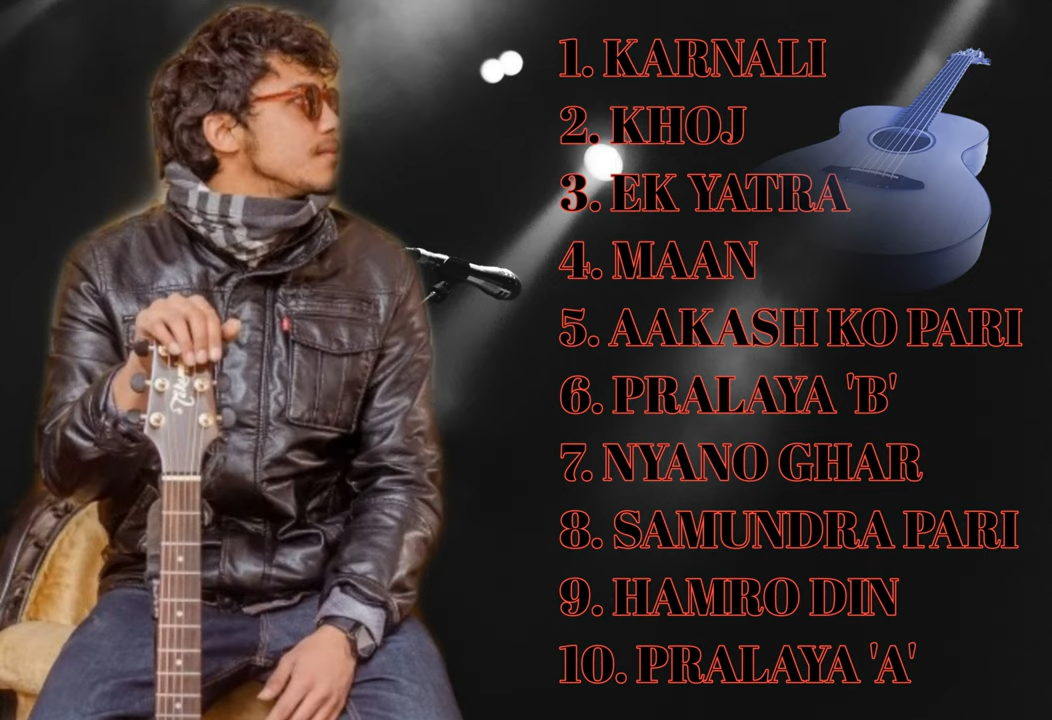 1. KARNALI
2. KHOJ
3. EK YATRA
4. MAAN
5. AAKASH KO PARI
6. PRALAYA 'B'
7. NYANO GHAR
8. SAMUNDRA PARI
9. HAMRO DIN
10. PRALAYA 'A'